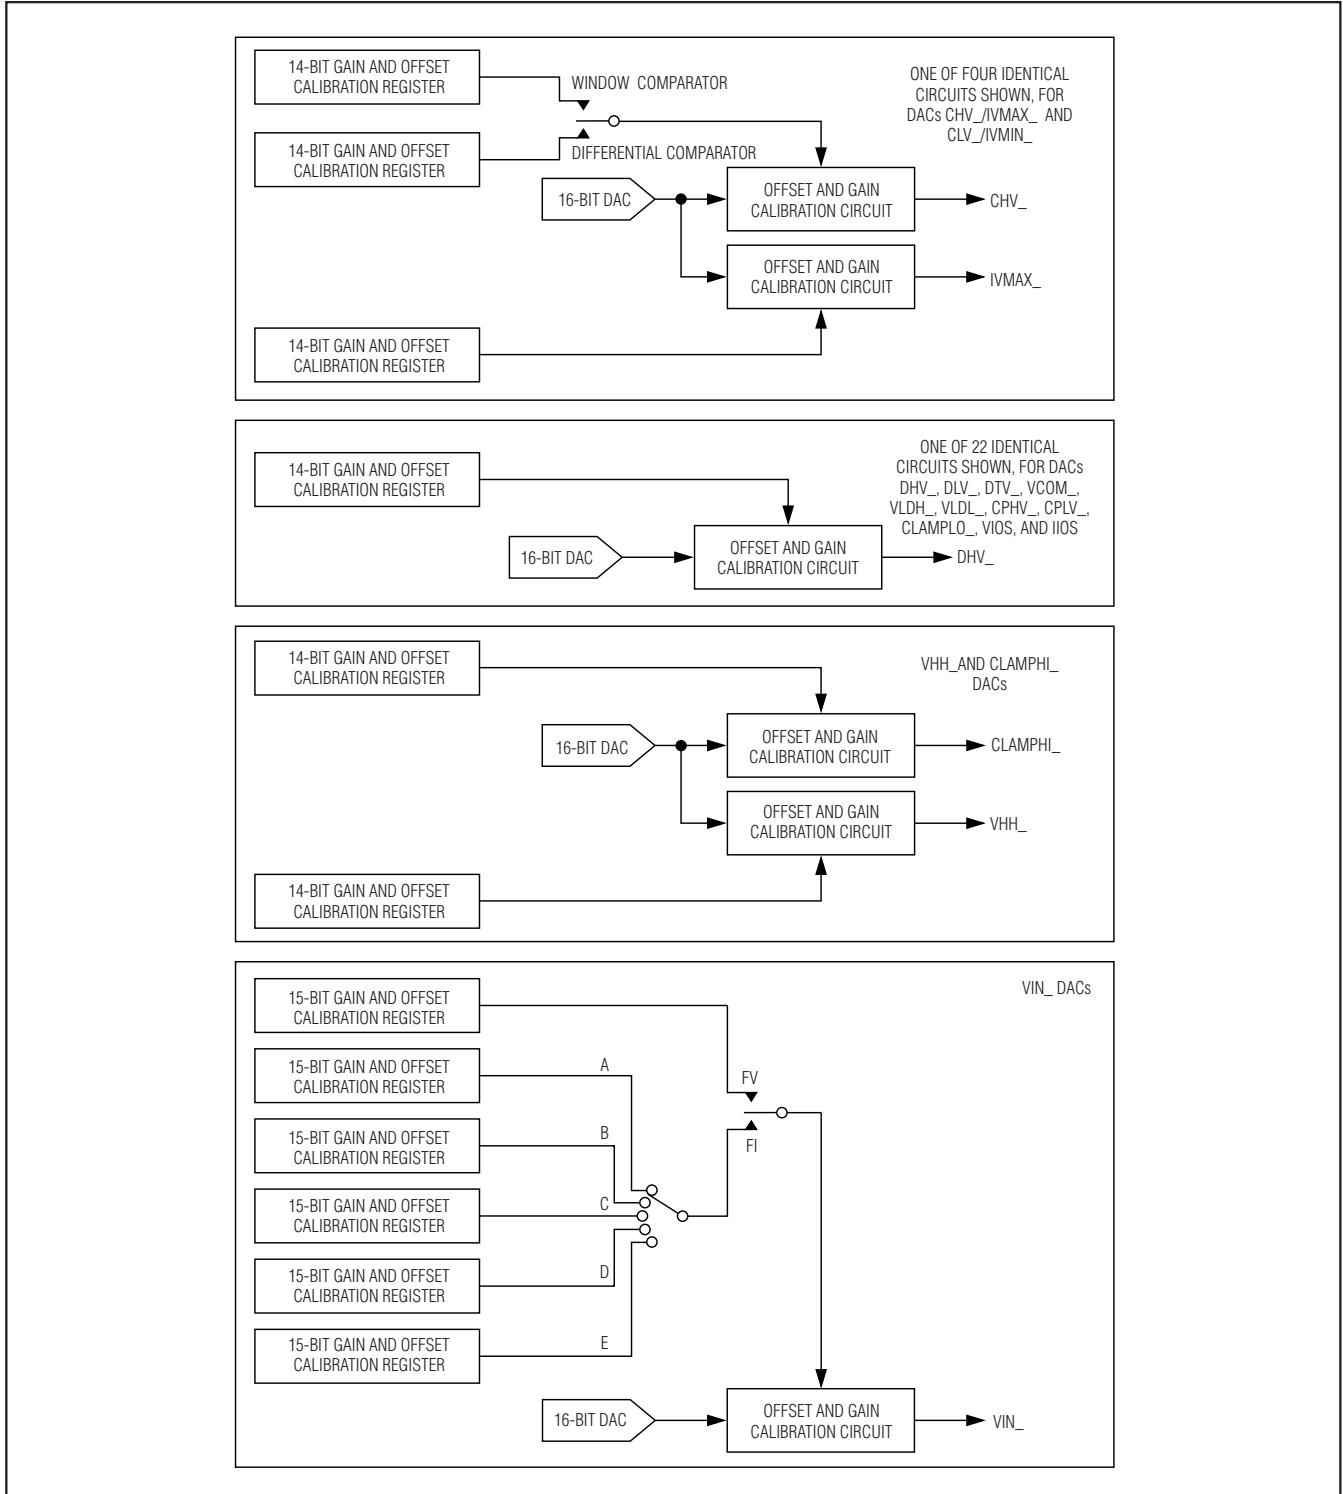 14-BIT GAIN AND OFFSET
CALIBRATION REGISTER
WINDOW COMPARATOR
ONE OF FOUR IDENTICAL
CIRCUITS SHOWN, FOR
DACs CHV_/IVMAX_ AND
CLV_/IVMIN_
14-BIT GAIN AND OFFSET
CALIBRATION REGISTER
DIFFERENTIAL COMPARATOR
16-BIT DAC
OFFSET AND GAIN
CALIBRATION CIRCUIT
CHV_
OFFSET AND GAIN
CALIBRATION CIRCUIT
IVMAX_
14-BIT GAIN AND OFFSET
CALIBRATION REGISTER
ONE OF 22 IDENTICAL
CIRCUITS SHOWN, FOR DACs
DHV_, DLV_, DTV_, VCOM_,
VLDH_, VLDL_, CPHV_, CPLV_,
CLAMPLO_, VIOS, AND IIOS
14-BIT GAIN AND OFFSET
CALIBRATION REGISTER
16-BIT DAC
OFFSET AND GAIN
CALIBRATION CIRCUIT
DHV_
14-BIT GAIN AND OFFSET
CALIBRATION REGISTER
VHH_AND CLAMPHI_
DACs
16-BIT DAC
OFFSET AND GAIN
CALIBRATION CIRCUIT
CLAMPHI_
OFFSET AND GAIN
CALIBRATION CIRCUIT
VHH_
14-BIT GAIN AND OFFSET
CALIBRATION REGISTER
15-BIT GAIN AND OFFSET
CALIBRATION REGISTER
VIN_ DACs
15-BIT GAIN AND OFFSET
CALIBRATION REGISTER
A
FV
15-BIT GAIN AND OFFSET
CALIBRATION REGISTER
B
FI
15-BIT GAIN AND OFFSET
CALIBRATION REGISTER
C
15-BIT GAIN AND OFFSET
CALIBRATION REGISTER
D
15-BIT GAIN AND OFFSET
CALIBRATION REGISTER
E
16-BIT DAC
OFFSET AND GAIN
CALIBRATION CIRCUIT
VIN_